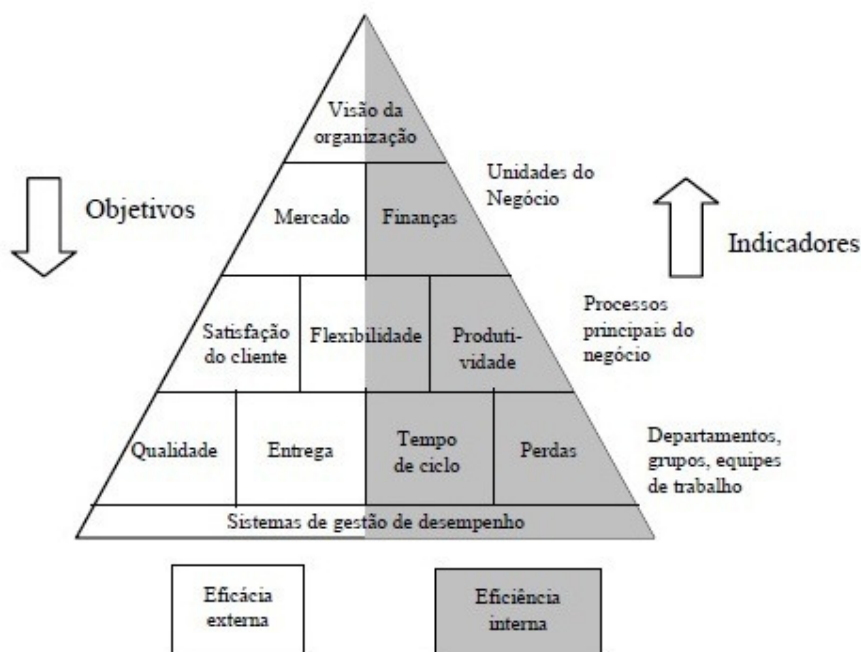 Visão da
organização
Unidades do
Negócio
Objetivos
Mercado
Finanças
Indicadores
Processos
principais do
negócio
Satisfação
do cliente
Flexibilidade
Produti-
vidade
Departamentos,
grupos, equipes
de trabalho
Qualidade
Entrega
Tempo
de ciclo
Perdas
Sistemas de gestão de desempenho
Eficácia
externa
Eficiência
interna